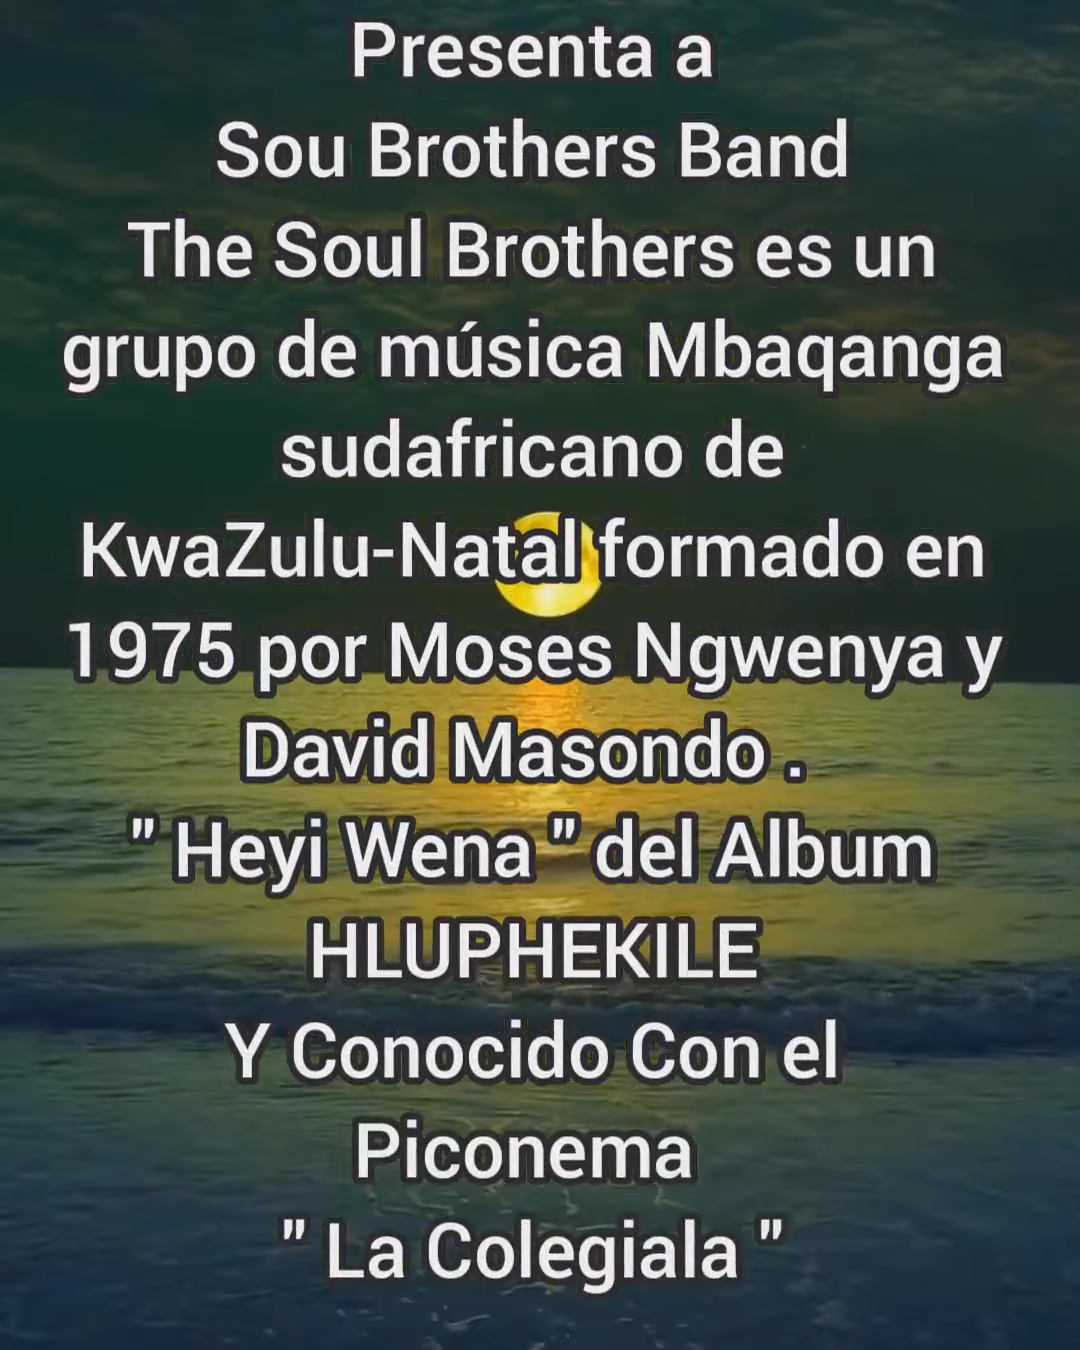 Presenta a
Sou Brothers Band
The Soul Brothers es un
grupo de música Mbaqanga
sudafricano de
KwaZulu-Natal formado en
1975 por Moses Ngwenya y
David Masondo .
" Heyi Wena " del Album
HLUPHEKILE
Y Conocido Con el
Piconema
" La Colegiala "